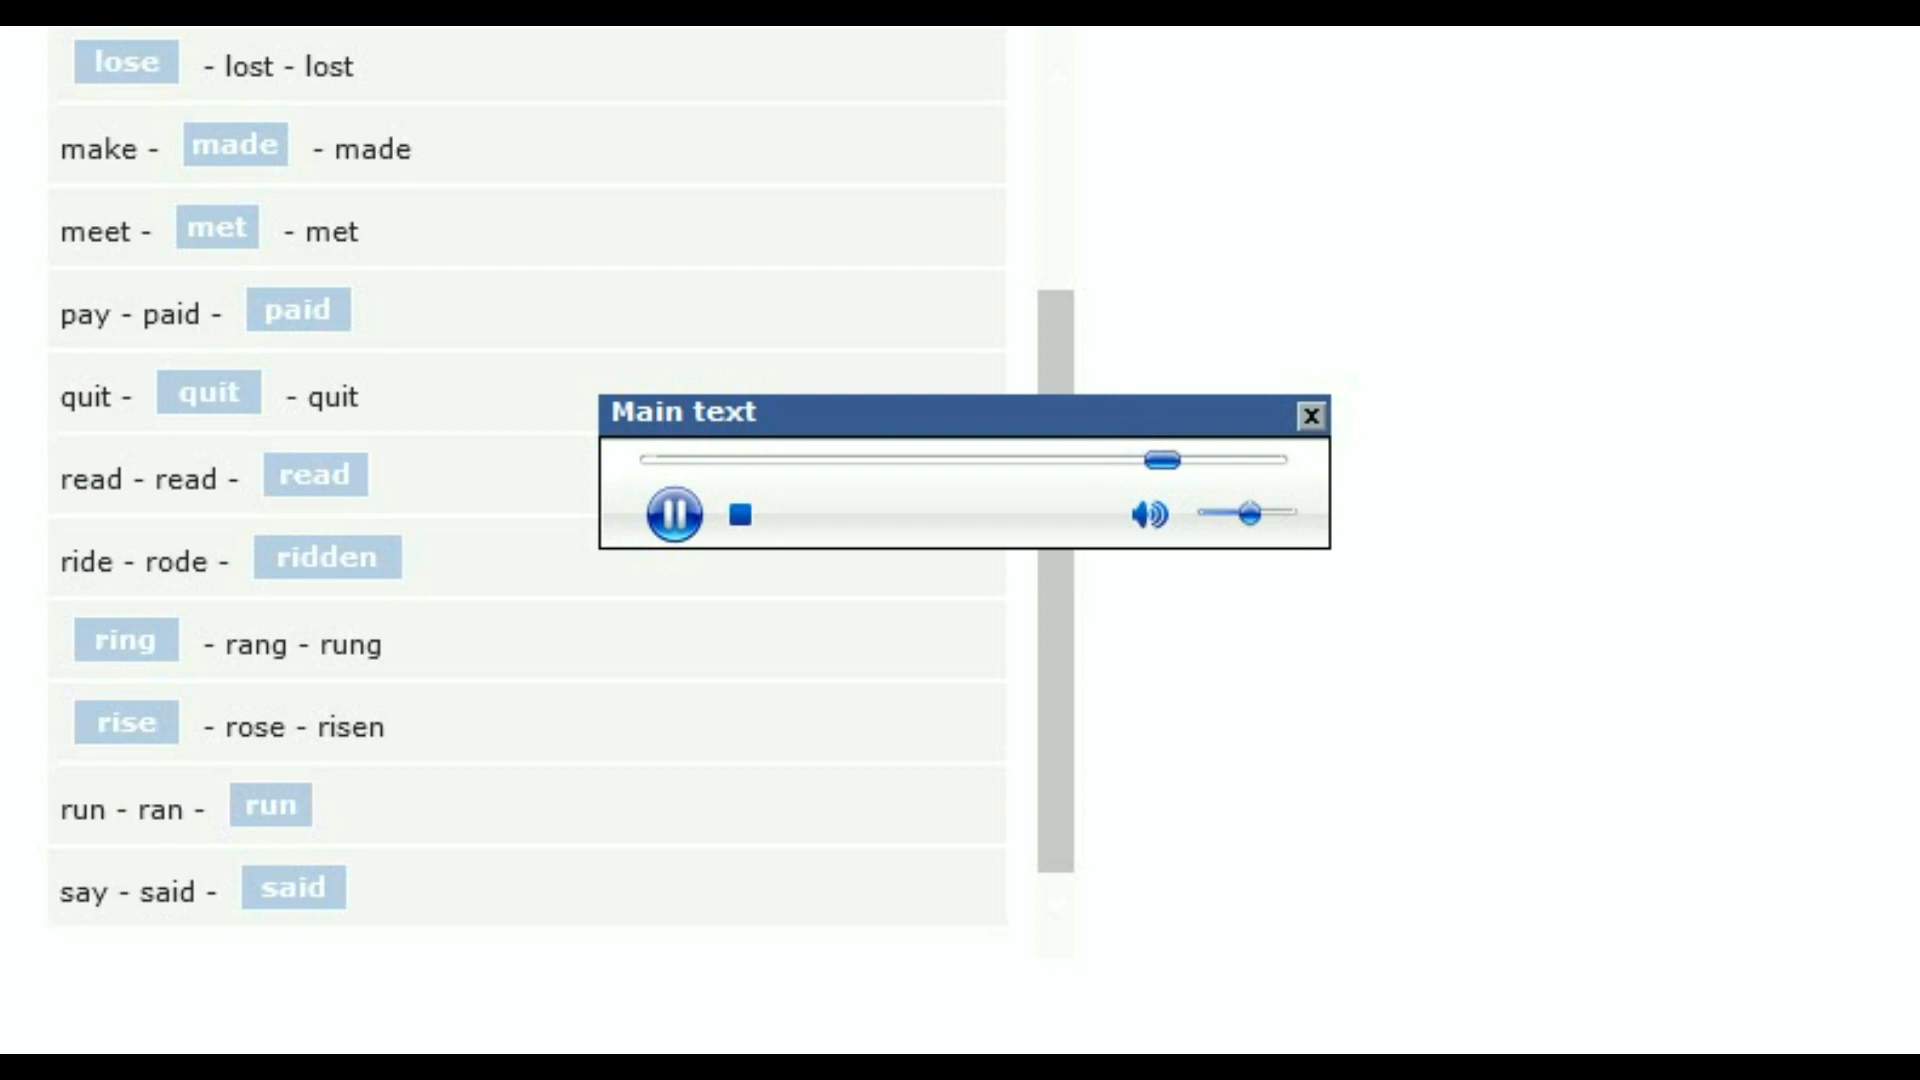 lose - lost - lost
make - made - made
meet - met - met
pay - paid - paid
quit - quit - quit
Main text
read - read - read
ride - rode - ridden
ring - rang - rung
rise - rose - risen
run - ran - run
say - said - said